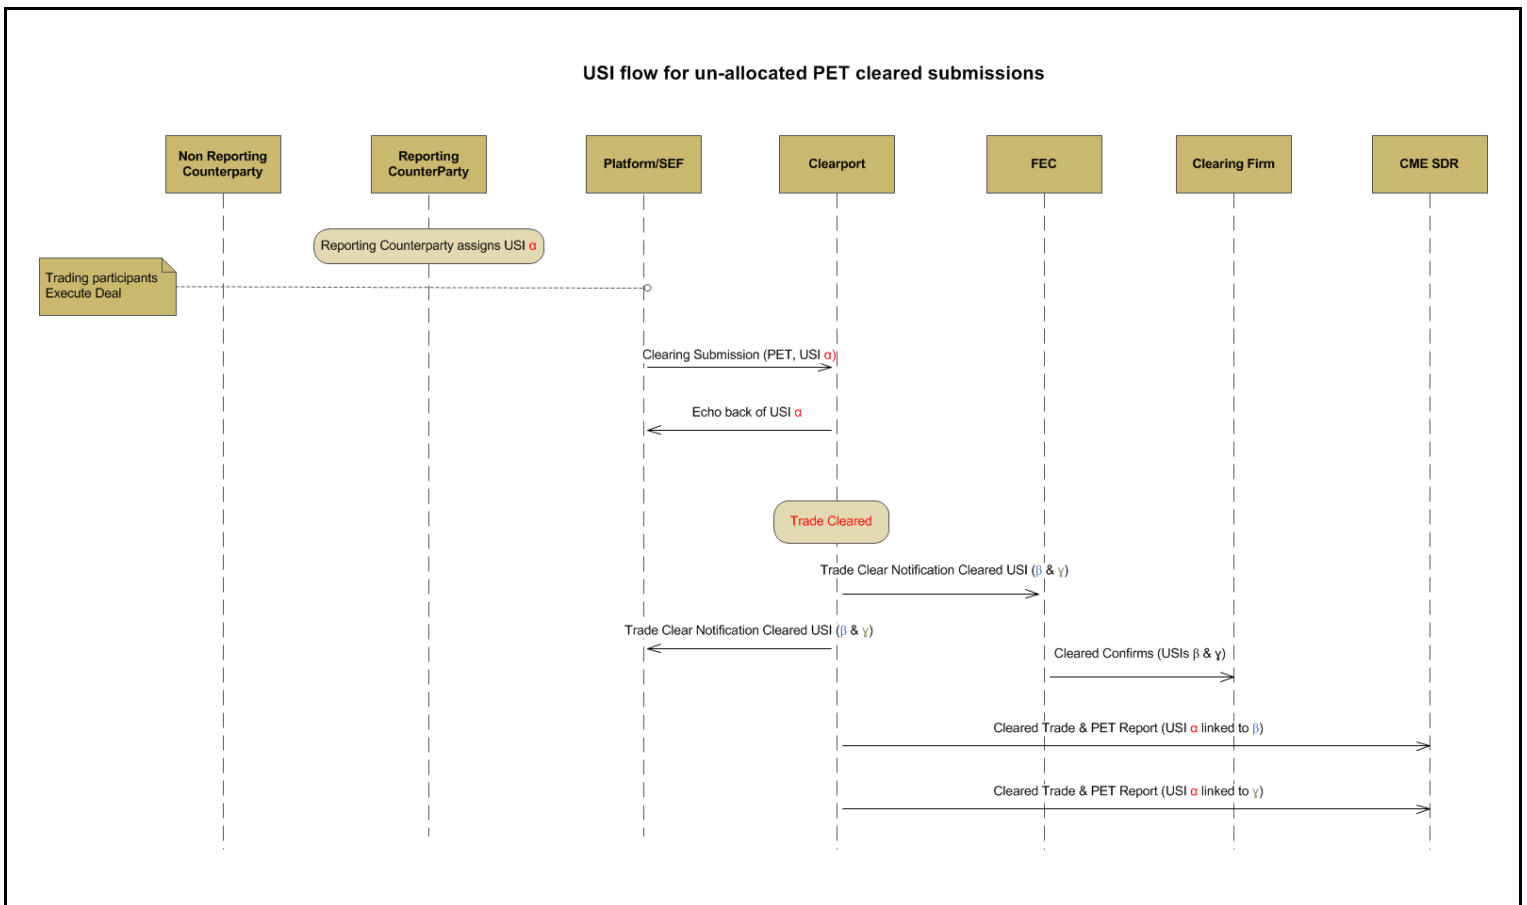 USI flow for un-allocated PET cleared submissions
Non Reporting
Counterparty
Reporting
CounterParty
Platform/SEF
Clearport
FEC
Clearing Firm
CME SDR
Reporting Counterparty assigns USI α
Trading participants
Execute Deal
Clearing Submission (PET, USI α)
Echo back of USI α
Trade Cleared
Trade Clear Notification Cleared USI (β & γ)
Trade Clear Notification Cleared USI (β & γ)
Cleared Confirms (USIs β & γ)
Cleared Trade & PET Report (USI α linked to β)
Cleared Trade & PET Report (USI α linked to γ)